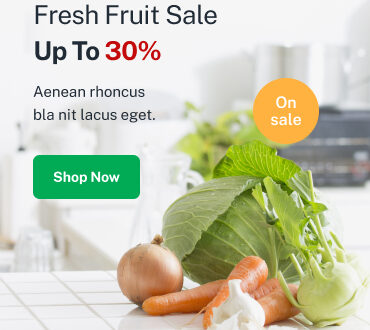 Fresh Fruit Sale
Up To 30%
Aenean rhoncus
bla nit lacus eget.
On
sale
Shop Now